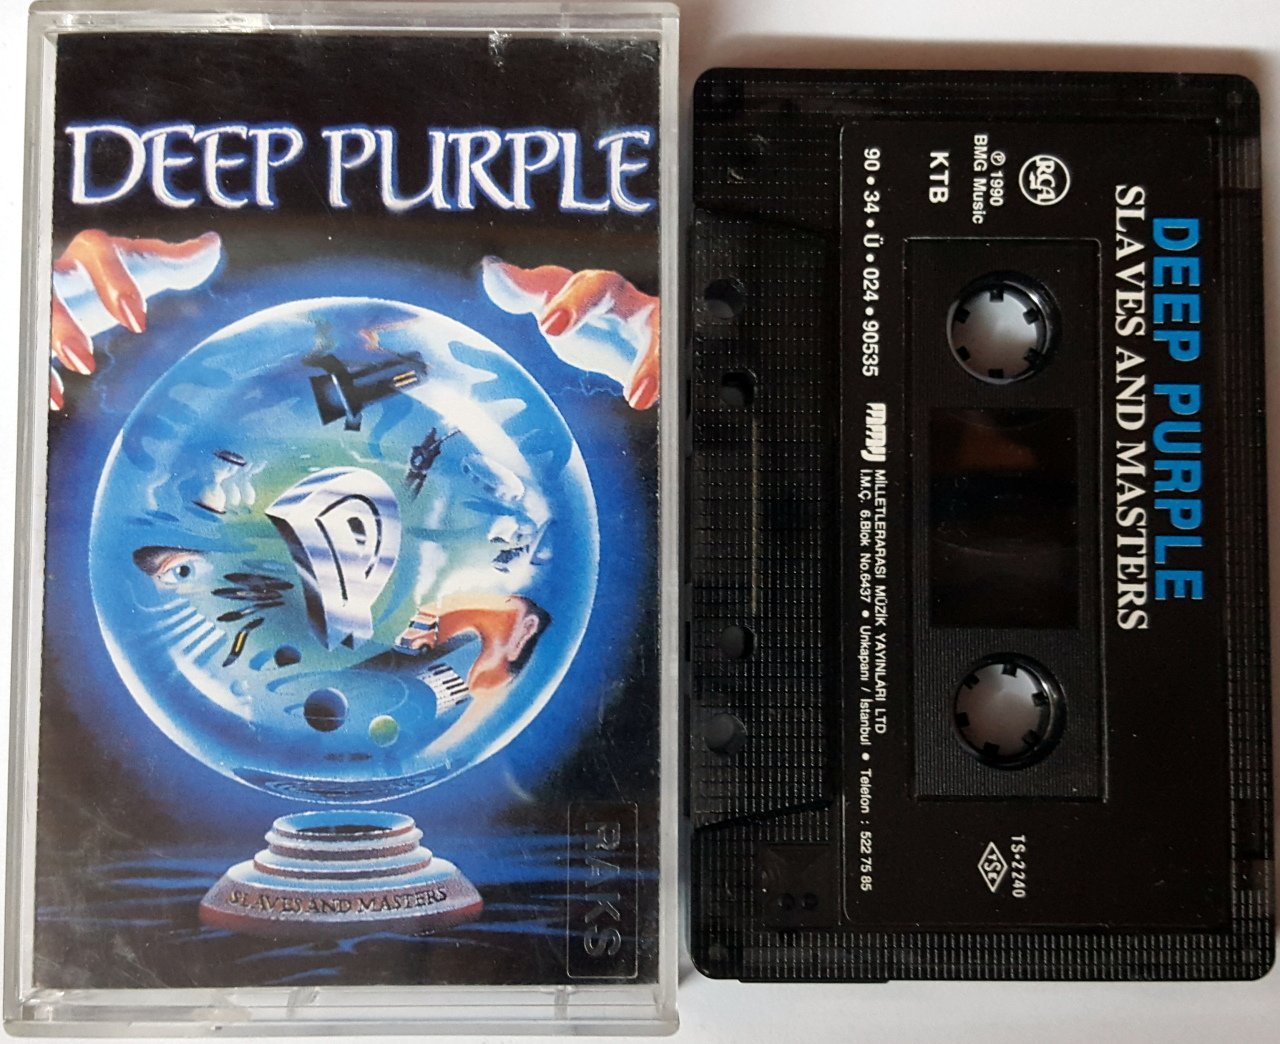 DEEP PURPLE
SLAVES AND MASTERS
RAKS
DEEP PURPLE
SLAVES AND MASTERS
RCA
℗ 1990
BMG Music
KTB
TS•2240
TSE
90 • 34 • Ü • 024 • 90535
MMY
MİLLETLERARASI MÜZİK YAYINLARI LTD
İ.M.Ç. 6.Blok No.6437 • Unkapanı / İstanbul • Telefon : 522 75 85